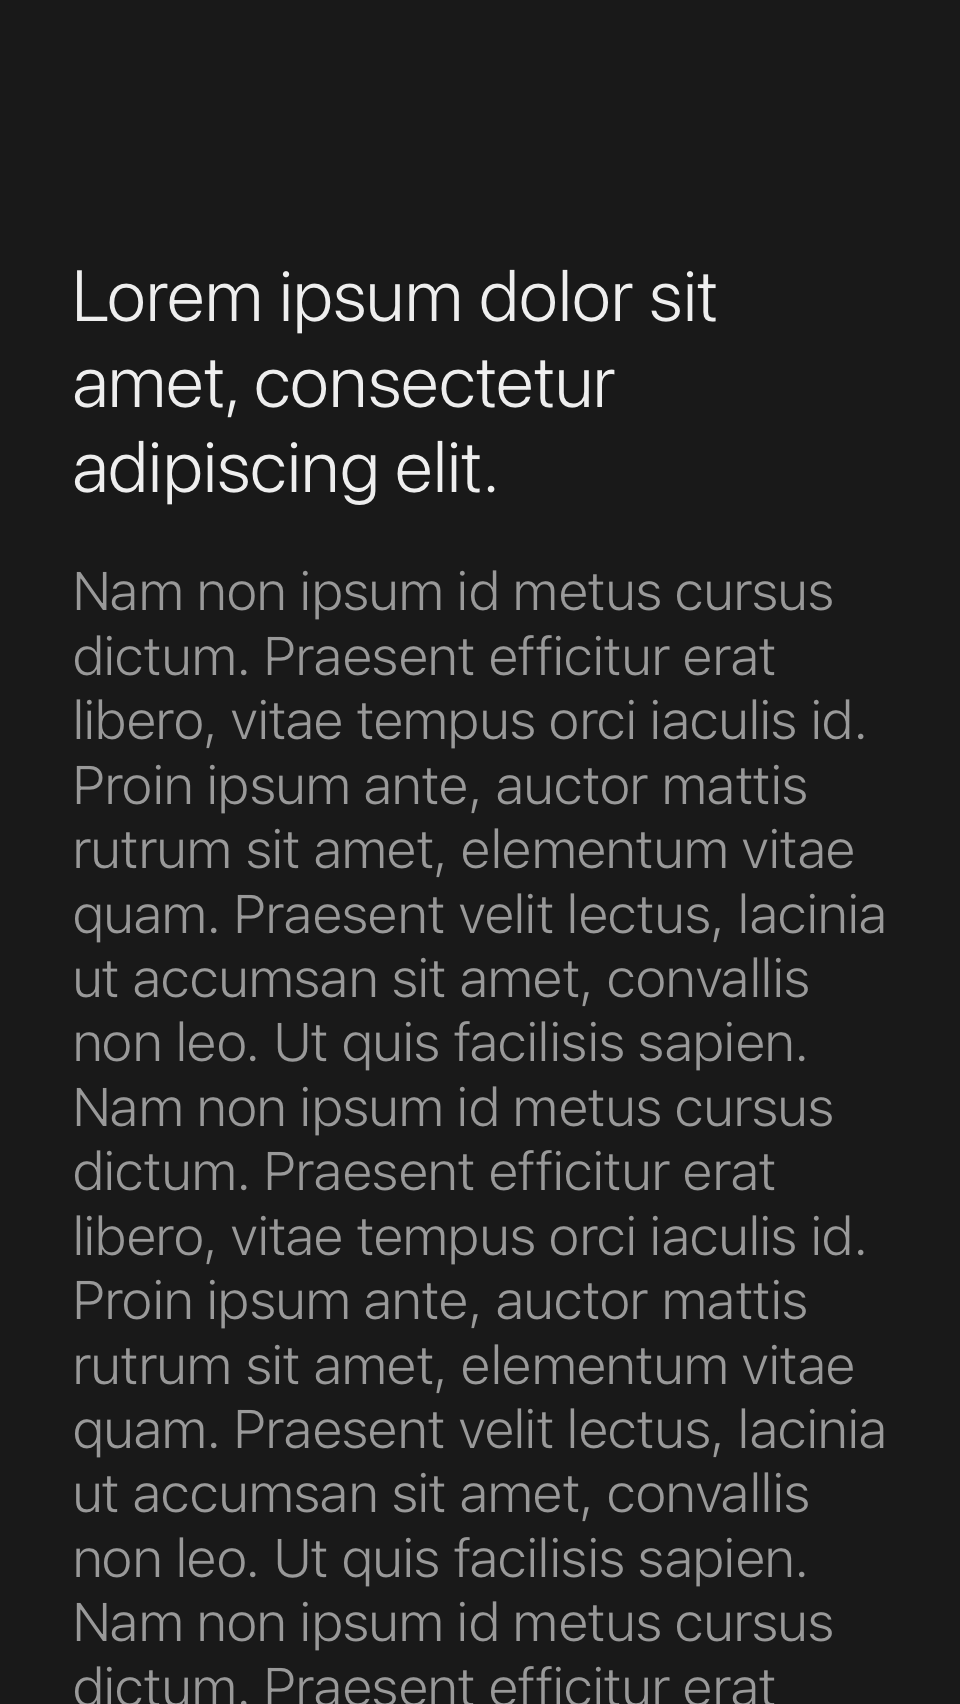 Lorem ipsum dolor sit
amet, consectetur
adipiscing elit.
Nam non ipsum id metus cursus
dictum. Praesent efficitur erat
libero, vitae tempus orci iaculis id.
Proin ipsum ante, auctor mattis
rutrum sit amet, elementum vitae
quam. Praesent velit lectus, lacinia
ut accumsan sit amet, convallis
non leo. Ut quis facilisis sapien.
Nam non ipsum id metus cursus
dictum. Praesent efficitur erat
libero, vitae tempus orci iaculis id.
Proin ipsum ante, auctor mattis
rutrum sit amet, elementum vitae
quam. Praesent velit lectus, lacinia
ut accumsan sit amet, convallis
non leo. Ut quis facilisis sapien.
Nam non ipsum id metus cursus
dictum. Praesent efficitur erat